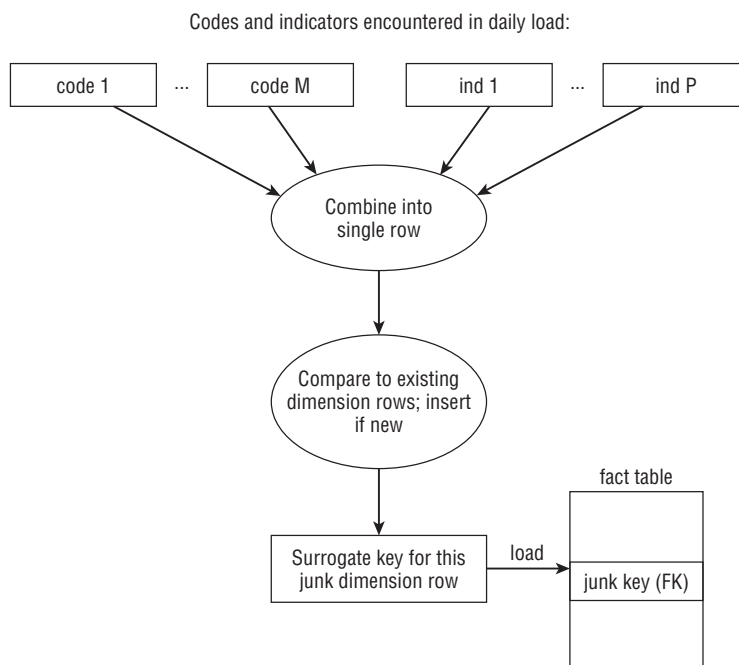 Codes and indicators encountered in daily load:
code 1
...
code M
ind 1
...
ind P
Combine into
single row
Compare to existing
dimension rows; insert
if new
fact table
Surrogate key for this
junk dimension row
load
junk key (FK)